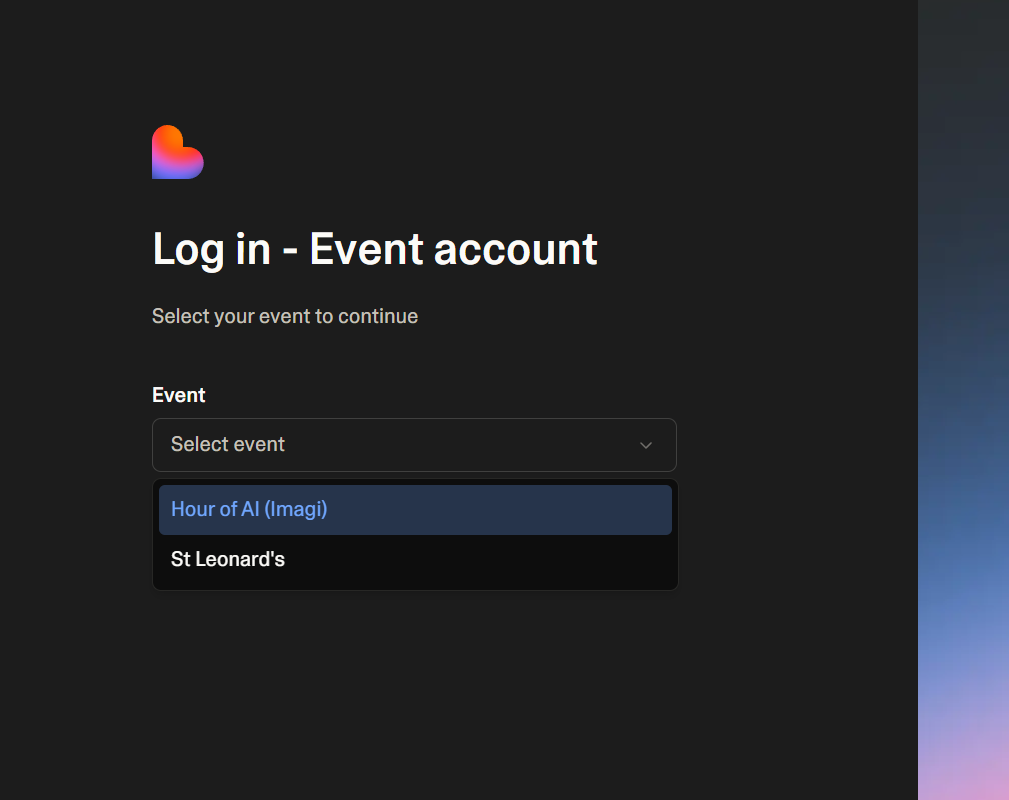 Log in - Event account
Select your event to continue
Event
Select event
Hour of AI (Imagi)
St Leonard's